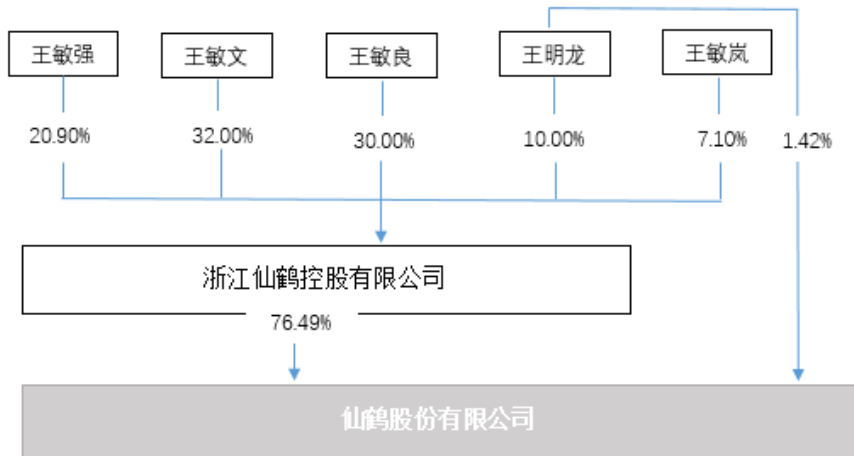 王敏强
王敏文
王敏良
王明龙
王敏岚
20.90%
32.00%
30.00%
10.00%
7.10%
1.42%
浙江仙鹤控股有限公司
76.49%
仙鹤股份有限公司